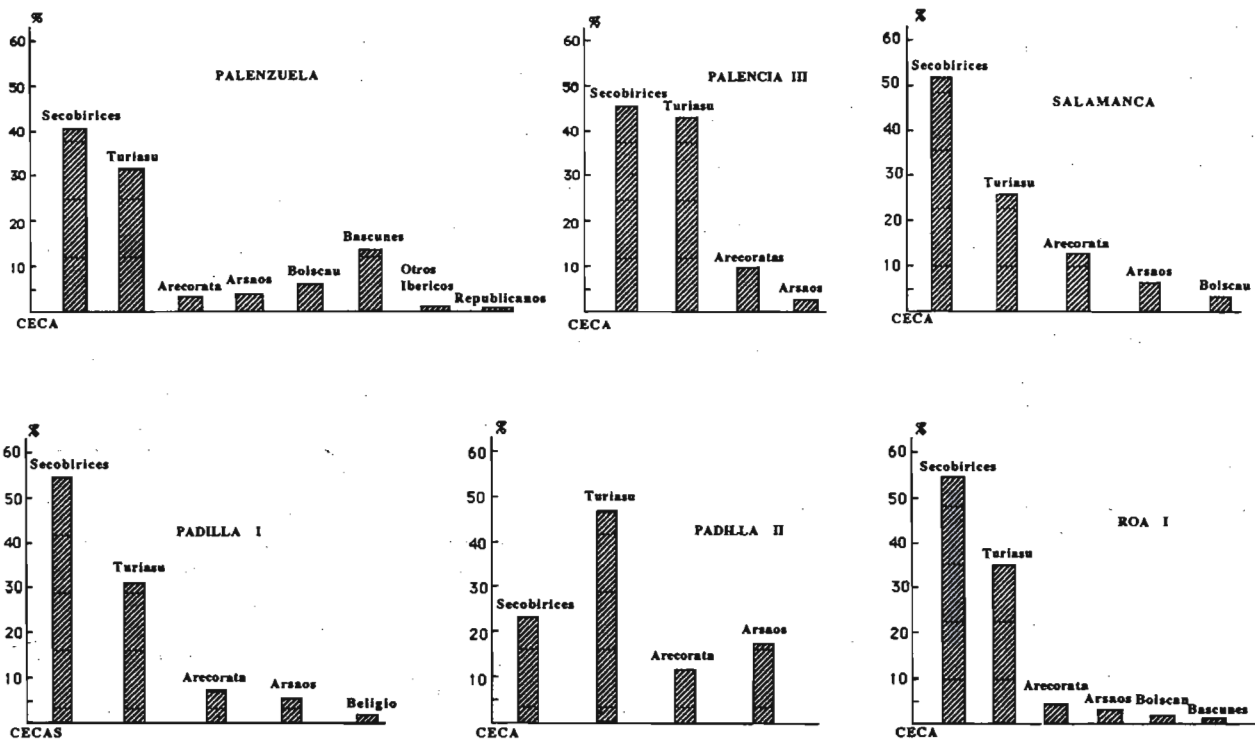 %
60
50
40
30
20
10
PALENZUELA
Secobirices
Turiasu
Arecorata
Arsaos
Bolscau
Bascunes
Otros
Ibericos
Republicanos
CECA
%
60
50
40
30
20
10
PALENCIA III
Secobirices
Turiasu
Arecoratas
Arsaos
CECA
%
60
50
40
30
20
10
SALAMANCA
Secobirices
Turiasu
Arecorata
Arsaos
Bolscau
CECA
%
60
50
40
30
20
10
PADILLA I
Secobirices
Turiasu
Arecorata
Arsaos
Beligio
CECAS
%
60
50
40
30
20
10
PADILLA II
Secobirices
Turiasu
Arecorata
Arsaos
CECA
%
60
50
40
30
20
10
ROA I
Secobirices
Turiasu
Arecorata
Arsaos
Bolscan
Bascunes
CECA